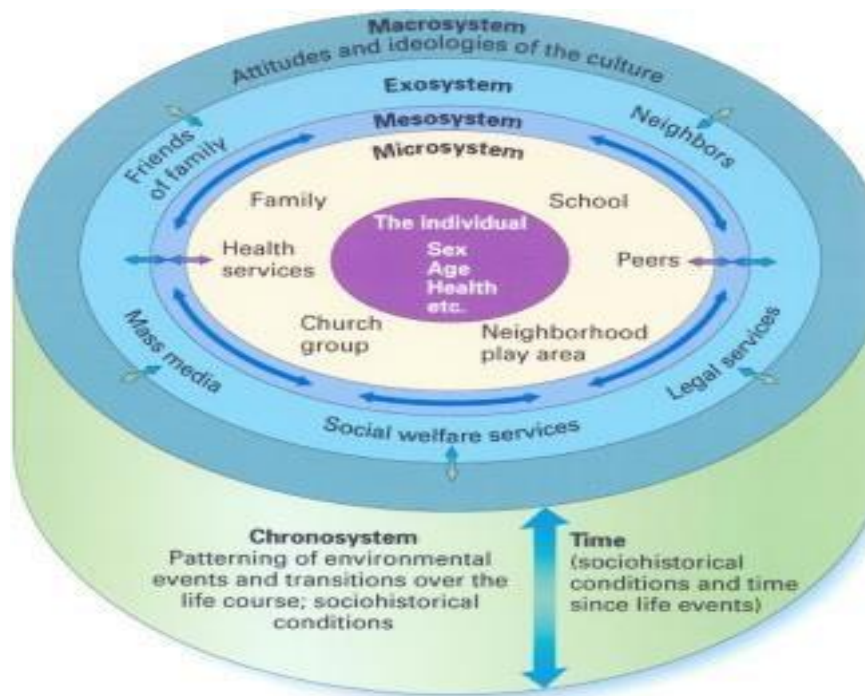 Macrosystem
Attitudes and ideologies of the culture
Exosystem
Mesosystem
Microsystem
Friends
of family
Neighbors
Family
School
The individual
Sex
Age
Health
etc.
Health
services
Peers
Church
group
Neighborhood
play area
Mass media
Legal services
Social welfare services
Chronosystem
Patterning of environmental
events and transitions over the
life course; sociohistorical
conditions
Time
(sociohistorical
conditions and time
since life events)